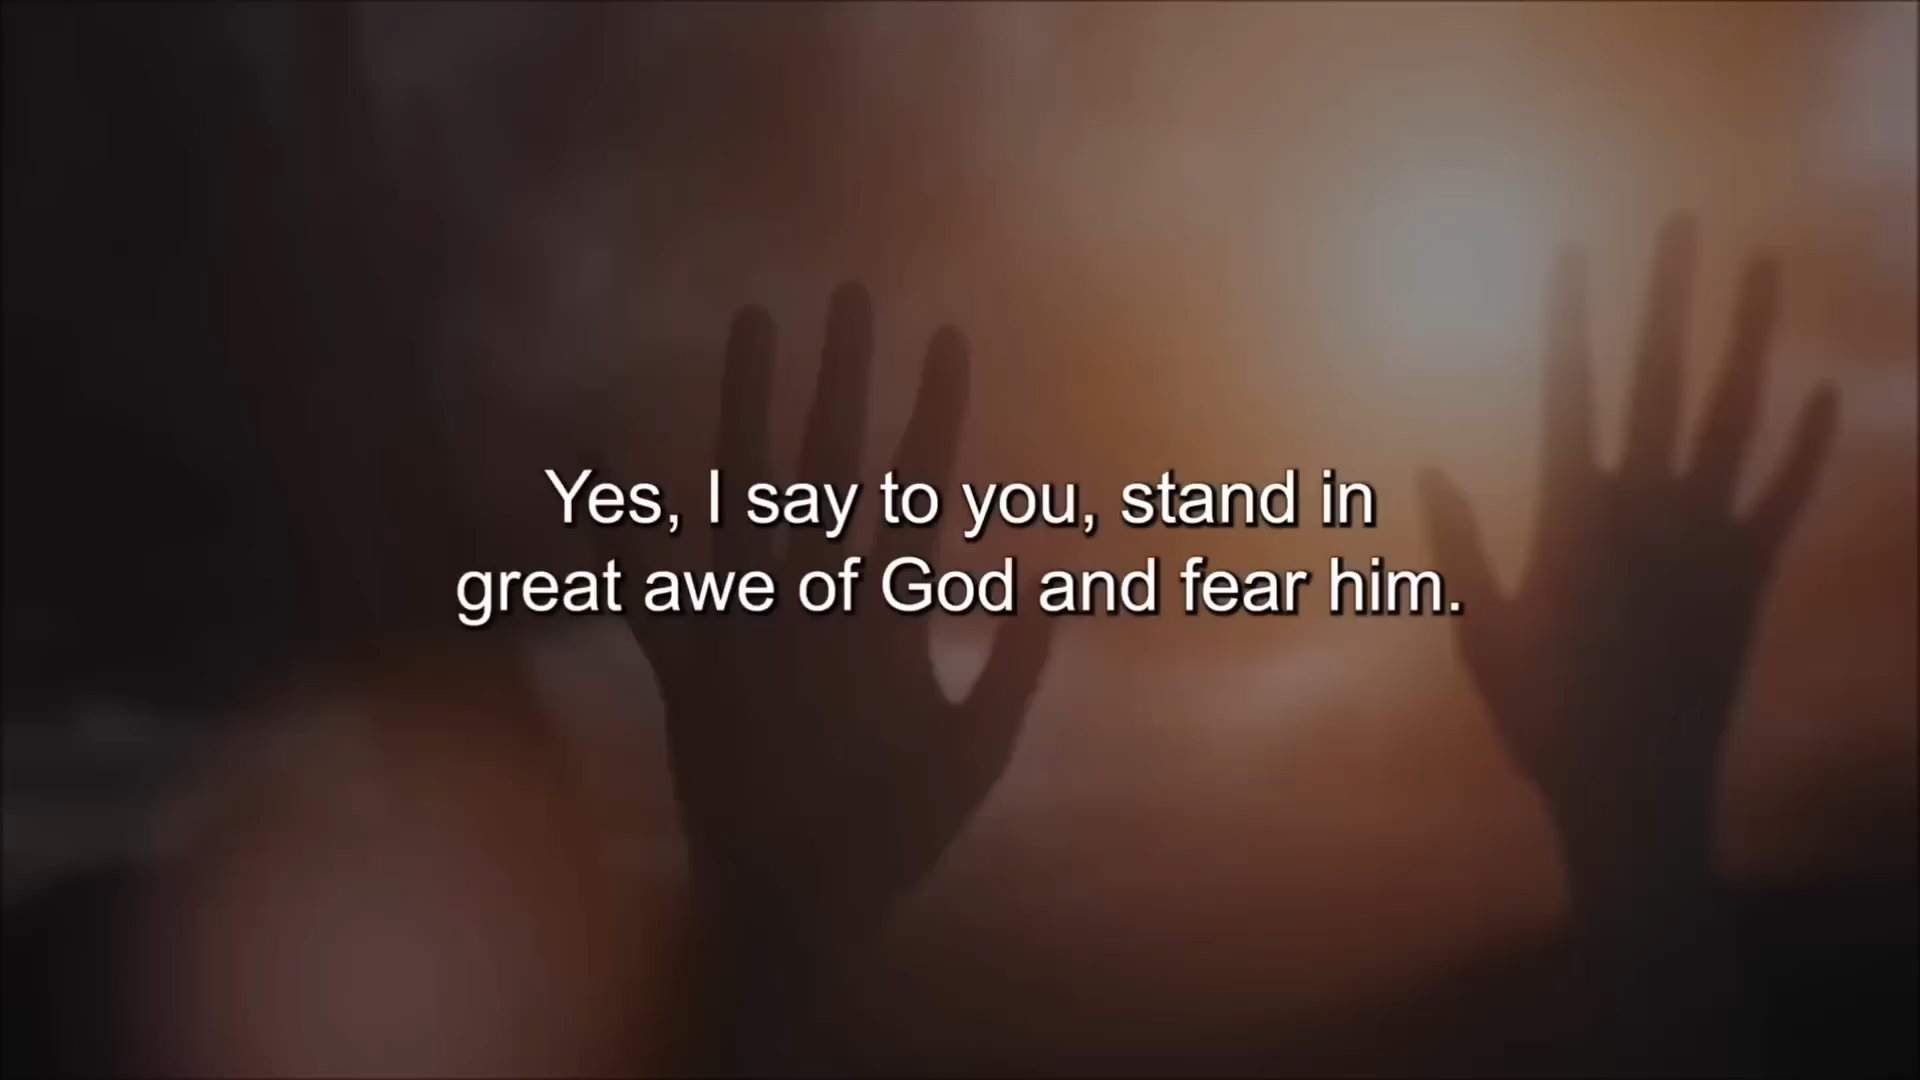 Yes, I say to you, stand in
great awe of God and fear him.